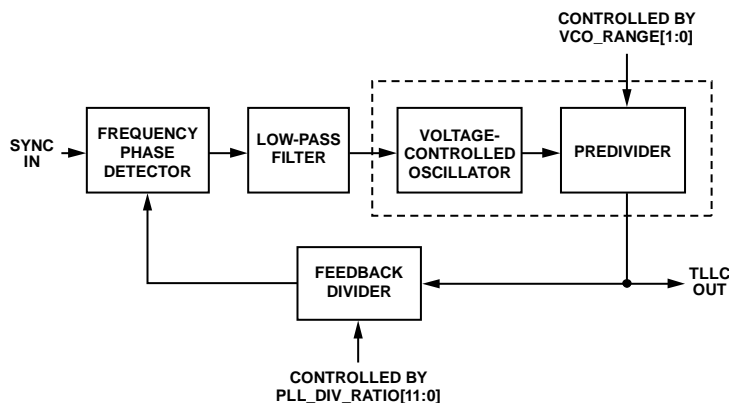 CONTROLLED BY
VCO_RANGE[1:0]
SYNC
IN
FREQUENCY
PHASE
DETECTOR
LOW-PASS
FILTER
VOLTAGE-
CONTROLLED
OSCILLATOR
PREDIVIDER
FEEDBACK
DIVIDER
TLLC
OUT
CONTROLLED BY
PLL_DIV_RATIO[11:0]